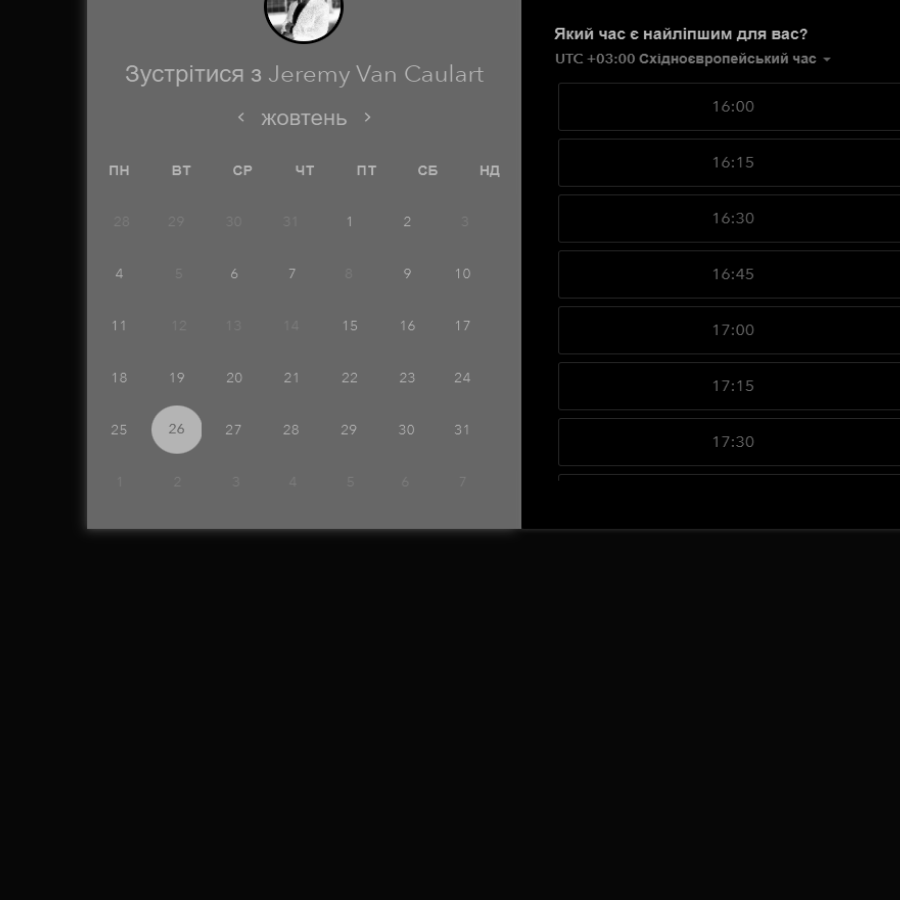 Зустрітися з Jeremy Van Caulart
жовтень
ПН ВТ СР ЧТ ПТ СБ НД
28 29 30 31 1 2 3
4 5 6 7 8 9 10
11 12 13 14 15 16 17
18 19 20 21 22 23 24
25 26 27 28 29 30 31
1 2 3 4 5 6 7
Який час є найліпшим для вас?
UTC +03:00 Східноєвропейський час
16:00
16:15
16:30
16:45
17:00
17:15
17:30